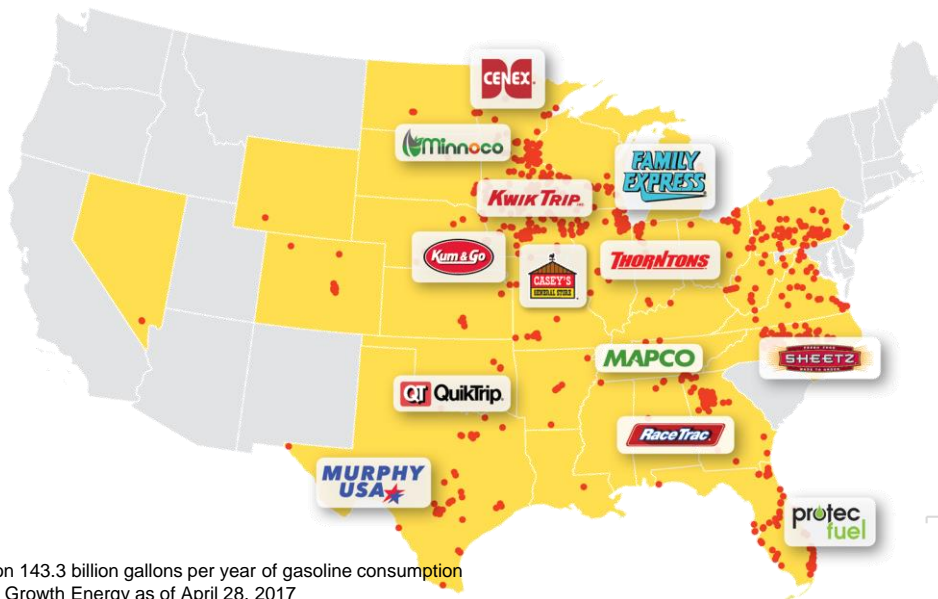 CENEX
Minnoco
FAMILY
EXPRESS
KWIK TRIP
Kum & Go
CASEY'S
GENERAL STORE
THORNTONS
MAPCO
SHEETZ
QT QuikTrip
RaceTrac
MURPHY
USA
protec
fuel
on 143.3 billion gallons per year of gasoline consumption
Growth Energy as of April 28, 2017